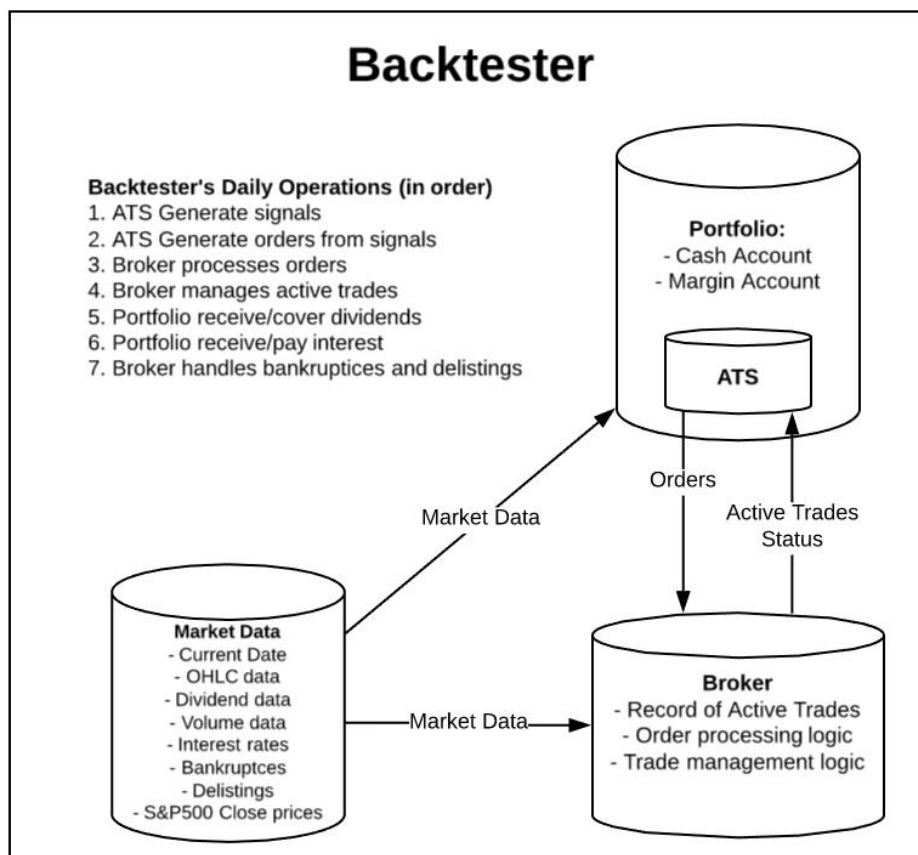 Backtester
Backtester's Daily Operations (in order)
1. ATS Generate signals
2. ATS Generate orders from signals
3. Broker processes orders
4. Broker manages active trades
5. Portfolio receive/cover dividends
6. Portfolio receive/pay interest
7. Broker handles bankruptices and delistings
Portfolio:
- Cash Account
- Margin Account
ATS
Orders
Active Trades
Status
Market Data
Market Data
- Current Date
- OHLC data
- Dividend data
- Volume data
- Interest rates
- Bankruptces
- Delistings
- S&P500 Close prices
Market Data
Broker
- Record of Active Trades
- Order processing logic
- Trade management logic